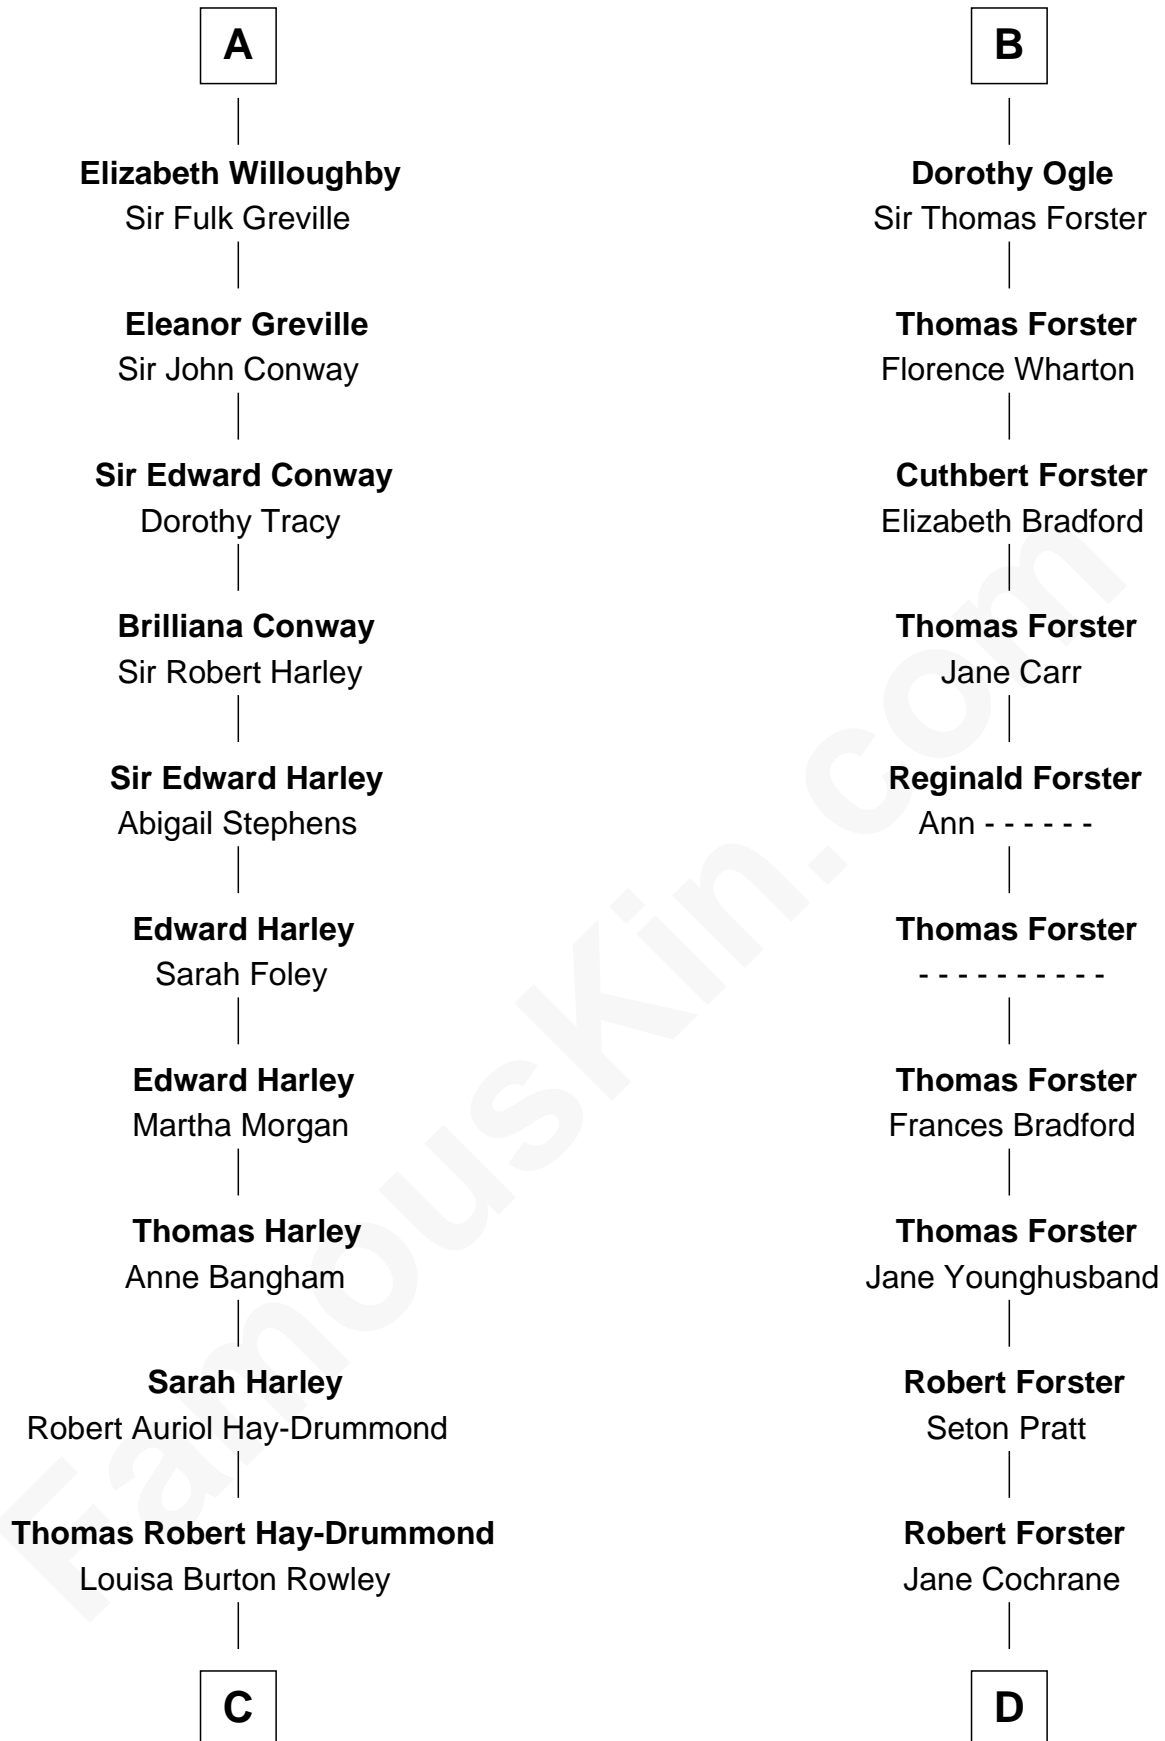 A
Elizabeth Willoughby
Sir Fulk Greville
Eleanor Greville
Sir John Conway
Sir Edward Conway
Dorothy Tracy
Brilliana Conway
Sir Robert Harley
Sir Edward Harley
Abigail Stephens
Edward Harley
Sarah Foley
Edward Harley
Martha Morgan
Thomas Harley
Anne Bangham
Sarah Harley
Robert Auriol Hay-Drummond
Thomas Robert Hay-Drummond
Louisa Burton Rowley
C
B
Dorothy Ogle
Sir Thomas Forster
Thomas Forster
Florence Wharton
Cuthbert Forster
Elizabeth Bradford
Thomas Forster
Jane Carr
Reginald Forster
Ann - - - - - -
Thomas Forster
- - - - - - - - - -
Thomas Forster
Frances Bradford
Thomas Forster
Jane Younghusband
Robert Forster
Seton Pratt
Robert Forster
Jane Cochrane
D
FamousKin.com